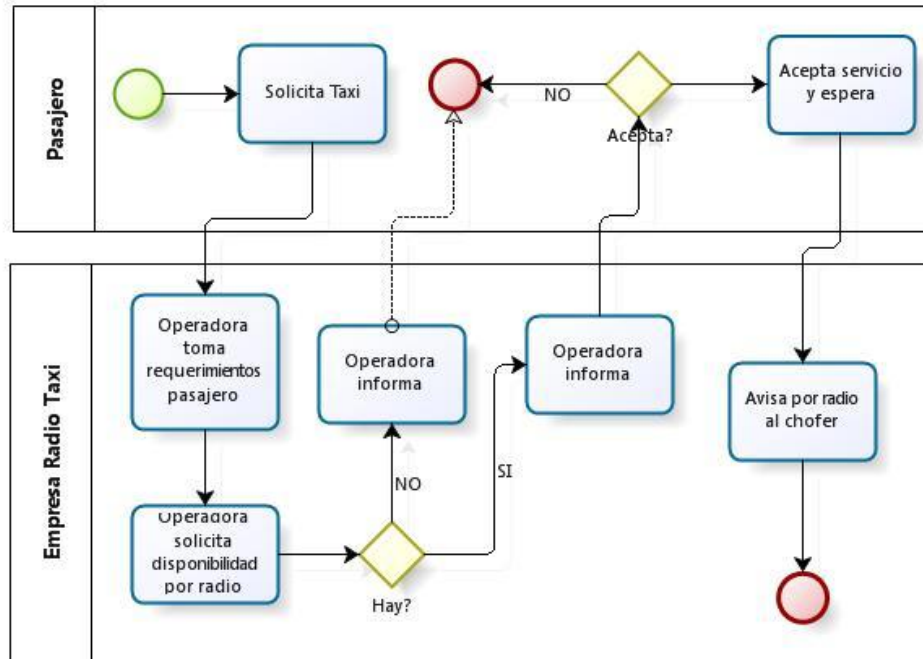 Pasajero
Solicita Taxi
NO
Acepta?
Acepta servicio
y espera
Empresa Radio Taxi
Operadora
toma
requerimientos
pasajero
Operadora
informa
Operadora
informa
Avisa por radio
al chofer
Operadora
solicita
disponibilidad
por radio
NO
SI
Hay?